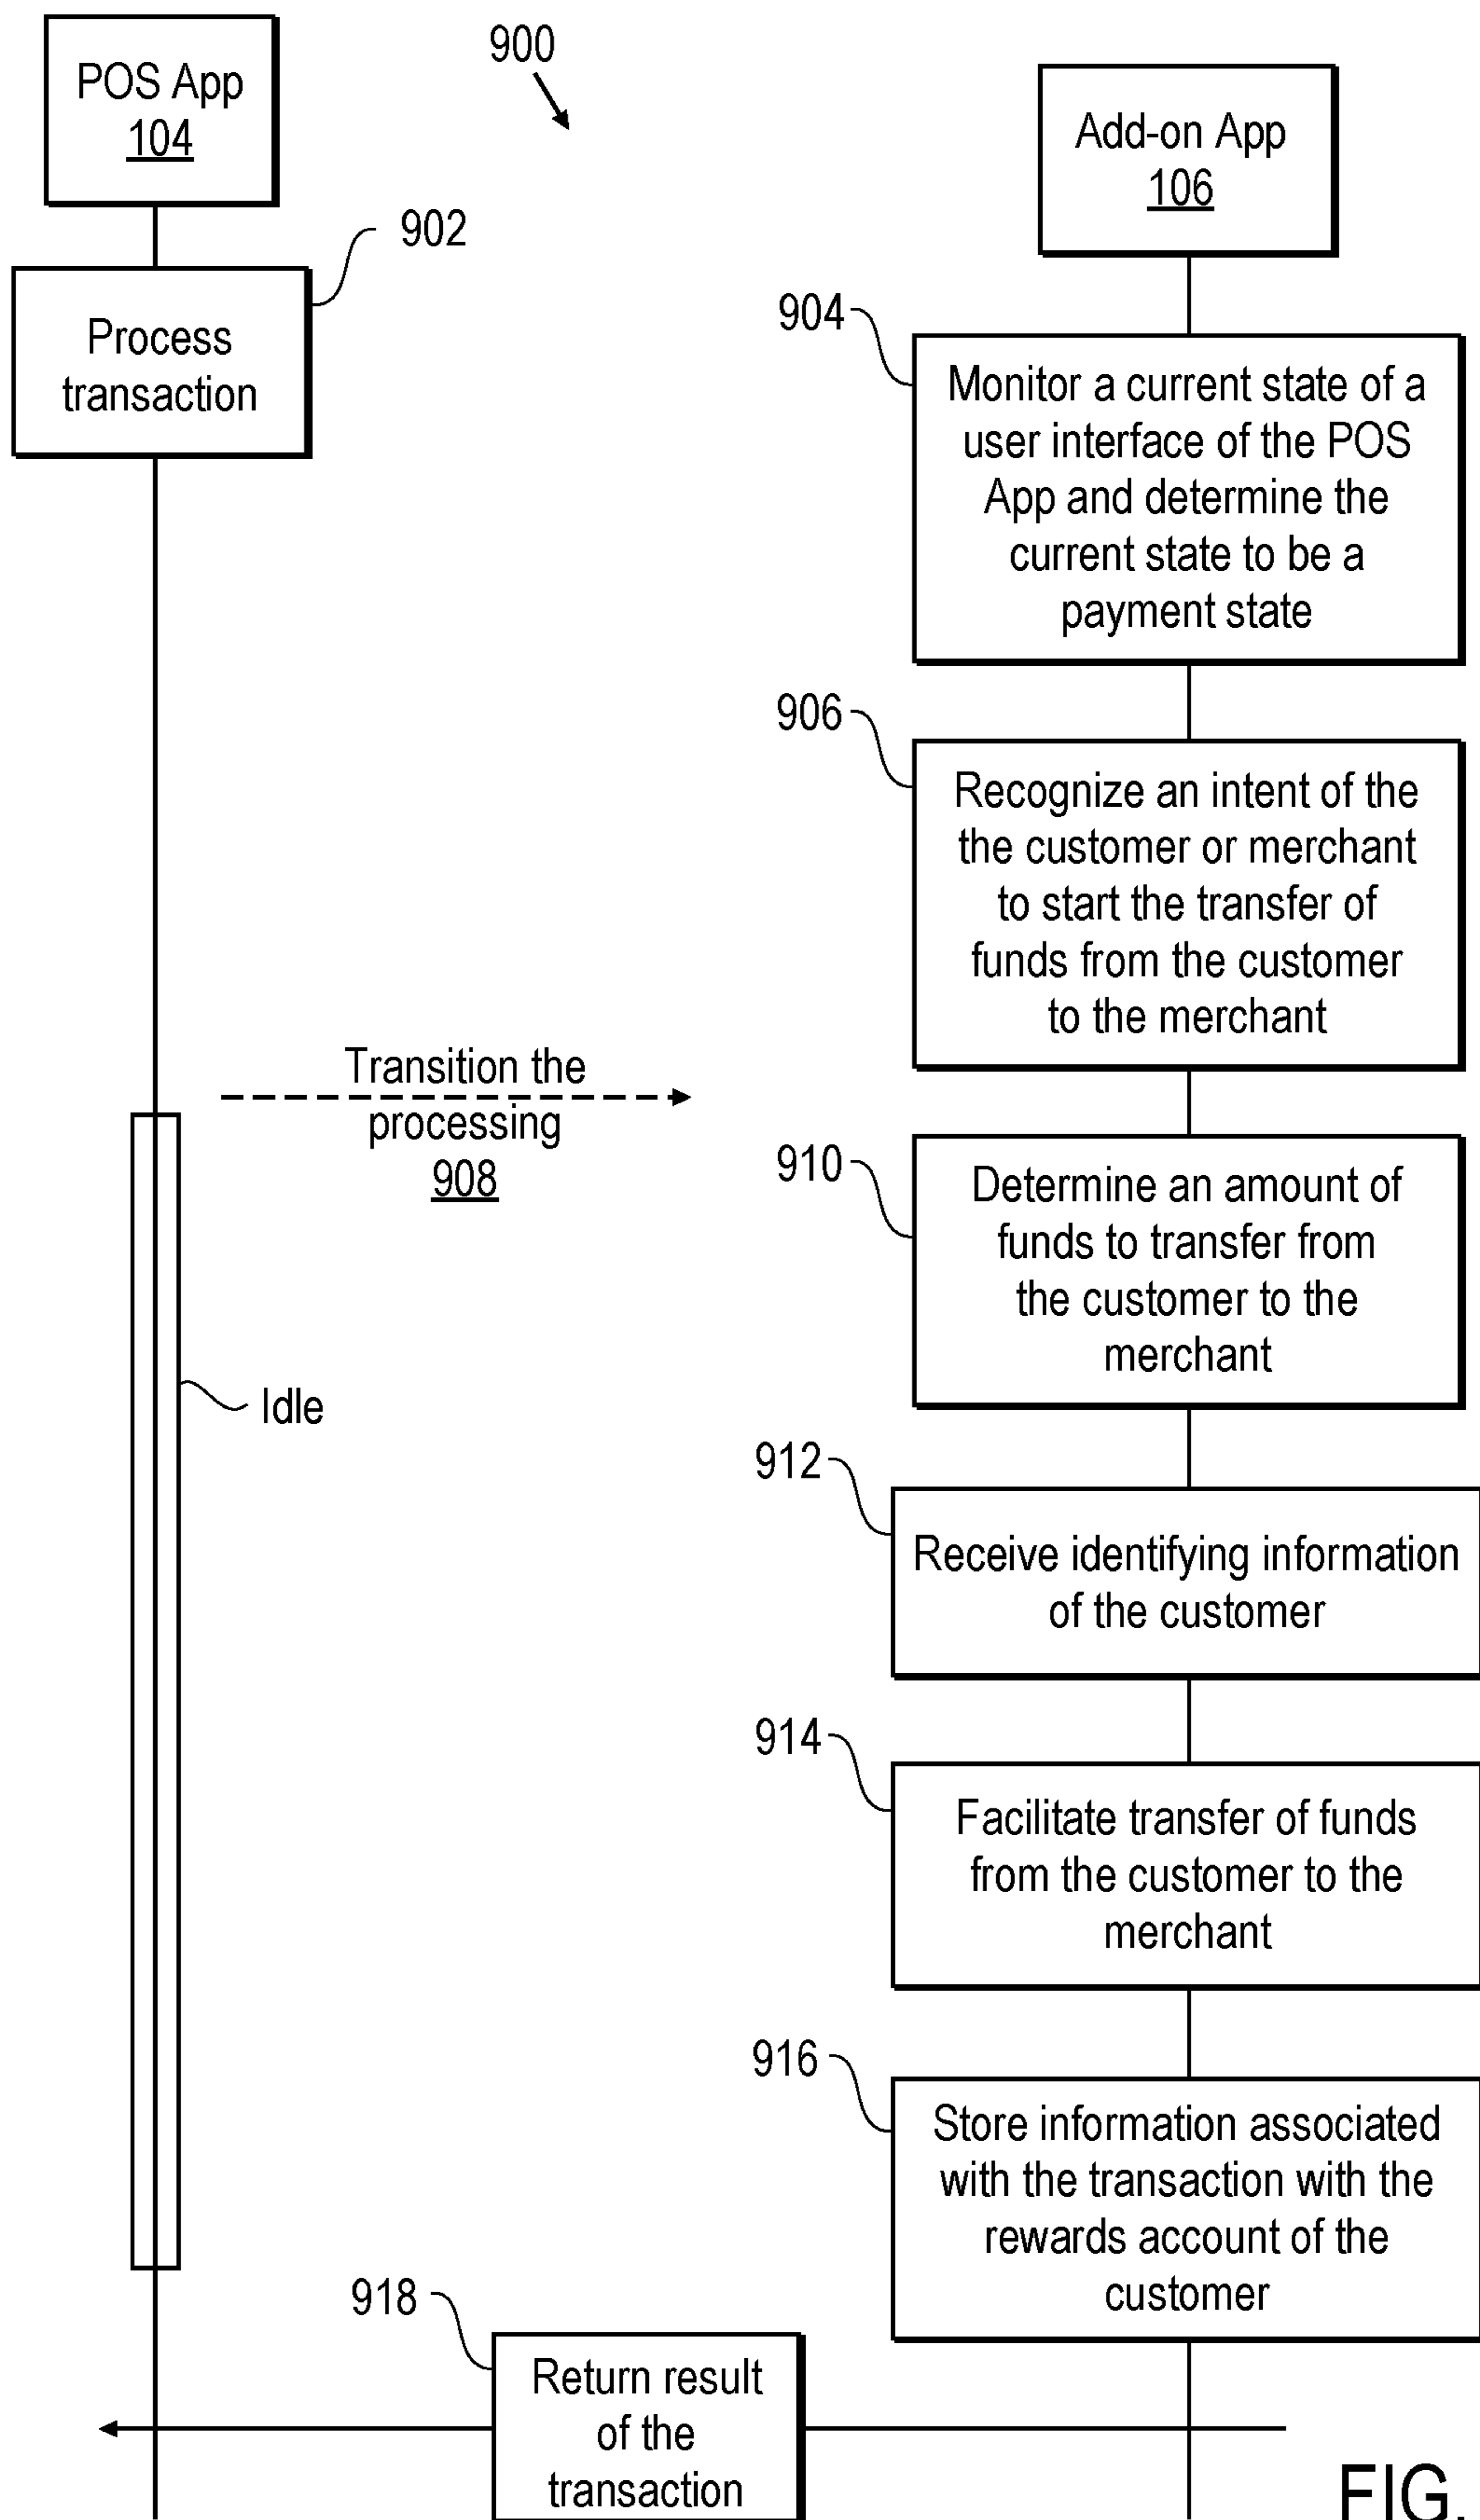 POS App
104
900
Add-on App
106
902
Process
transaction
904
Monitor a current state of a
user interface of the POS
App and determine the
current state to be a
payment state
906
Recognize an intent of the
the customer or merchant
to start the transfer of
funds from the customer
to the merchant
Transition the
processing
908
910
Determine an amount of
funds to transfer from
the customer to the
merchant
Idle
912
Receive identifying information
of the customer
914
Facilitate transfer of funds
from the customer to the
merchant
916
Store information associated
with the transaction with the
rewards account of the
customer
918
Return result
of the
transaction
FIG.